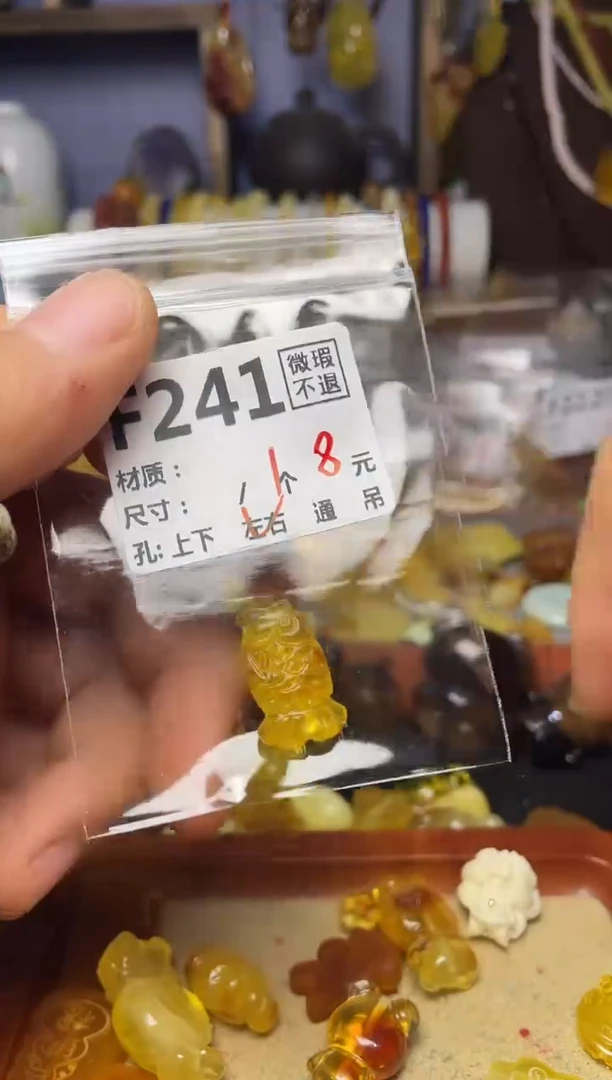 F241
微瑕
不退
材质：
尺寸： / 1个 8元
孔: 上下 左右 通 吊